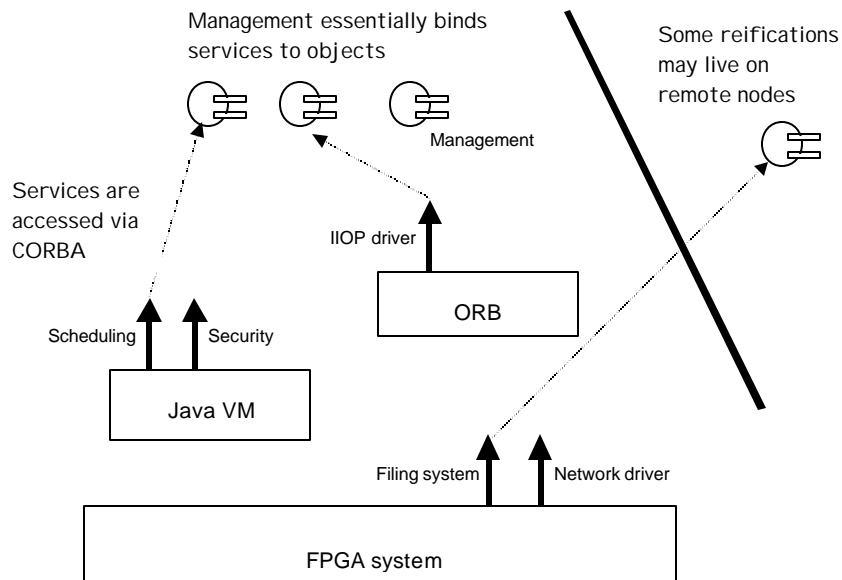 Management essentially binds
services to objects
Some reifications
may live on
remote nodes
Management
Services are
accessed via
CORBA
IIOP driver
ORB
Scheduling
Security
Java VM
Filing system
Network driver
FPGA system